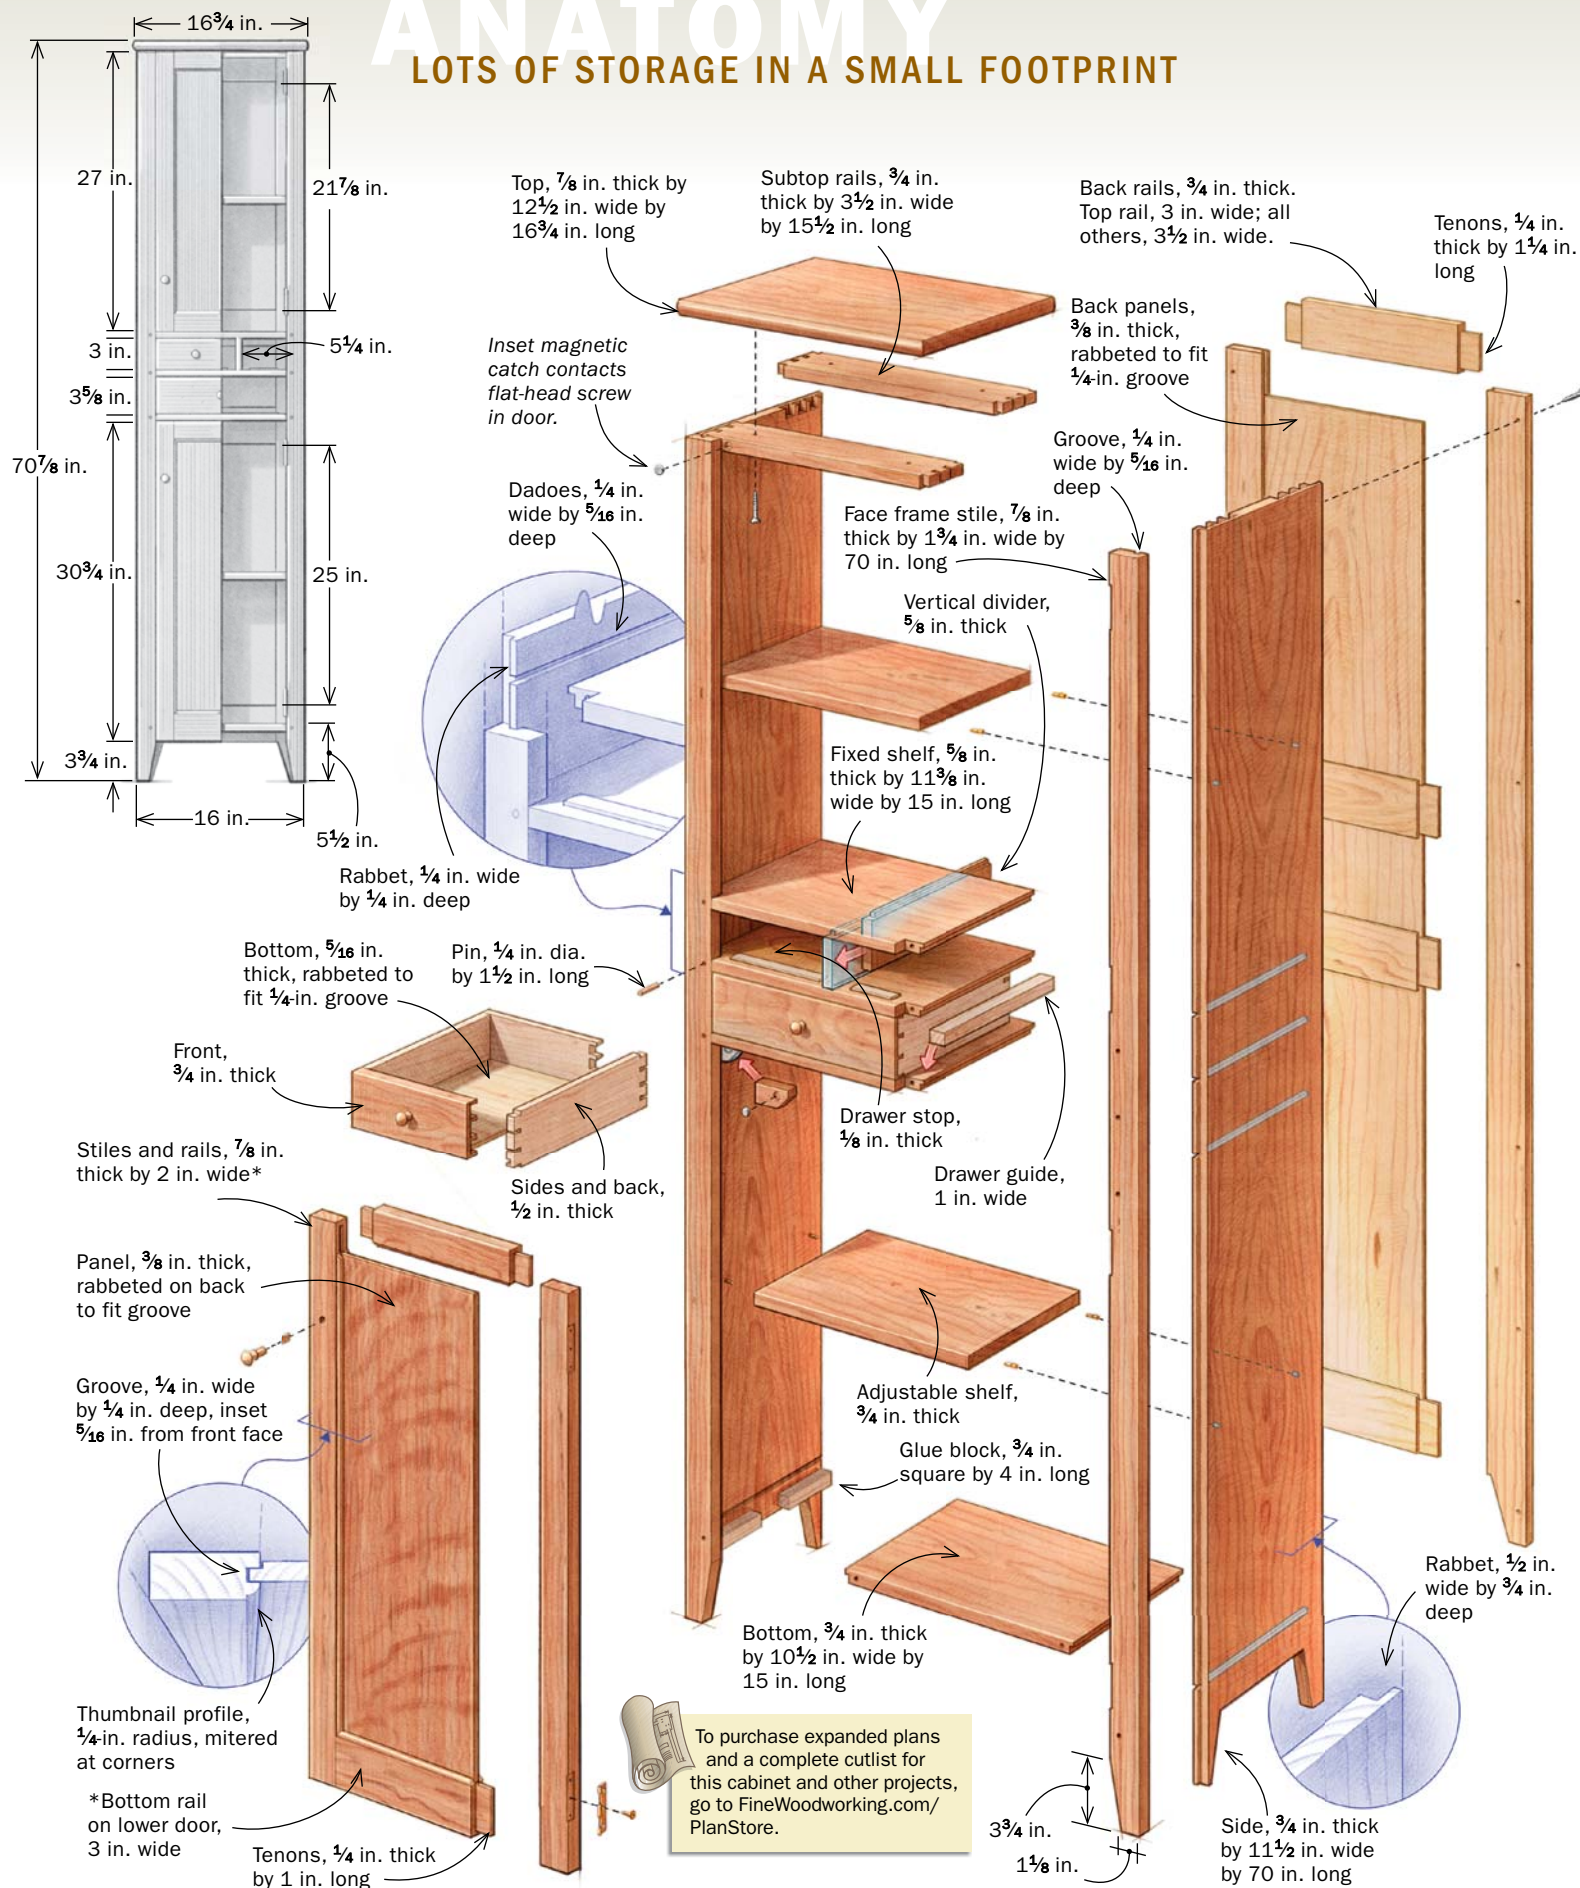 ANATOMY
LOTS OF STORAGE IN A SMALL FOOTPRINT
16¾ in.
27 in.
21⅞ in.
3 in.
5¼ in.
3⅝ in.
70⅞ in.
30¾ in.
25 in.
3¾ in.
16 in.
5½ in.
Top, ⅞ in. thick by
12½ in. wide by
16¾ in. long
Subtop rails, ¾ in.
thick by 3½ in. wide
by 15½ in. long
Back rails, ¾ in. thick.
Top rail, 3 in. wide; all
others, 3½ in. wide.
Tenons, ¼ in.
thick by 1¼ in.
long
Back panels,
⅜ in. thick,
rabbeted to fit
¼-in. groove
Inset magnetic
catch contacts
flat-head screw
in door.
Groove, ¼ in.
wide by 5⁄16 in.
deep
Dadoes, ¼ in.
wide by 5⁄16 in.
deep
Face frame stile, ⅞ in.
thick by 1¾ in. wide by
70 in. long
Vertical divider,
⅝ in. thick
Fixed shelf, ⅝ in.
thick by 11⅜ in.
wide by 15 in. long
Rabbet, ¼ in. wide
by ¼ in. deep
Bottom, 5⁄16 in.
thick, rabbeted to
fit ¼-in. groove
Pin, ¼ in. dia.
by 1½ in. long
Front,
¾ in. thick
Drawer stop,
⅛ in. thick
Drawer guide,
1 in. wide
Sides and back,
½ in. thick
Stiles and rails, ⅞ in.
thick by 2 in. wide*
Panel, ⅜ in. thick,
rabbeted on back
to fit groove
Groove, ¼ in. wide
by ¼ in. deep, inset
5⁄16 in. from front face
Adjustable shelf,
¾ in. thick
Glue block, ¾ in.
square by 4 in. long
Rabbet, ½ in.
wide by ¾ in.
deep
Bottom, ¾ in. thick
by 10½ in. wide by
15 in. long
Thumbnail profile,
¼-in. radius, mitered
at corners
*Bottom rail
on lower door,
3 in. wide
Tenons, ¼ in. thick
by 1 in. long
To purchase expanded plans
and a complete cutlist for
this cabinet and other projects,
go to FineWoodworking.com/
PlanStore.
3¾ in.
1⅛ in.
Side, ¾ in. thick
by 11½ in. wide
by 70 in. long